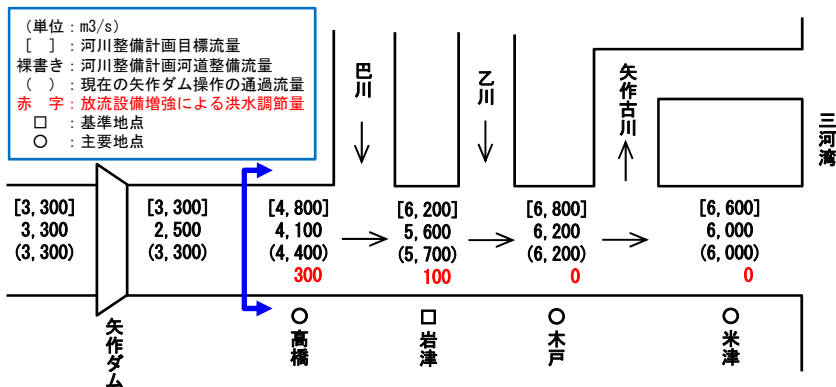 (単位：m3/s)
[　]：河川整備計画目標流量
裸書き：河川整備計画河道整備流量
(　)：現在の矢作ダム操作の通過流量
赤　字：放流設備増強による洪水調節量
□　：基準地点
○　：主要地点
巴川
乙川
矢作古川
三河湾
[3,300]
3,300
(3,300)
[3,300]
2,500
(3,300)
[4,800]
4,100
(4,400)
300
[6,200]
5,600
(5,700)
100
[6,800]
6,200
(6,200)
0
[6,600]
6,000
(6,000)
0
矢作ダム
○高橋
□岩津
○木戸
○米津